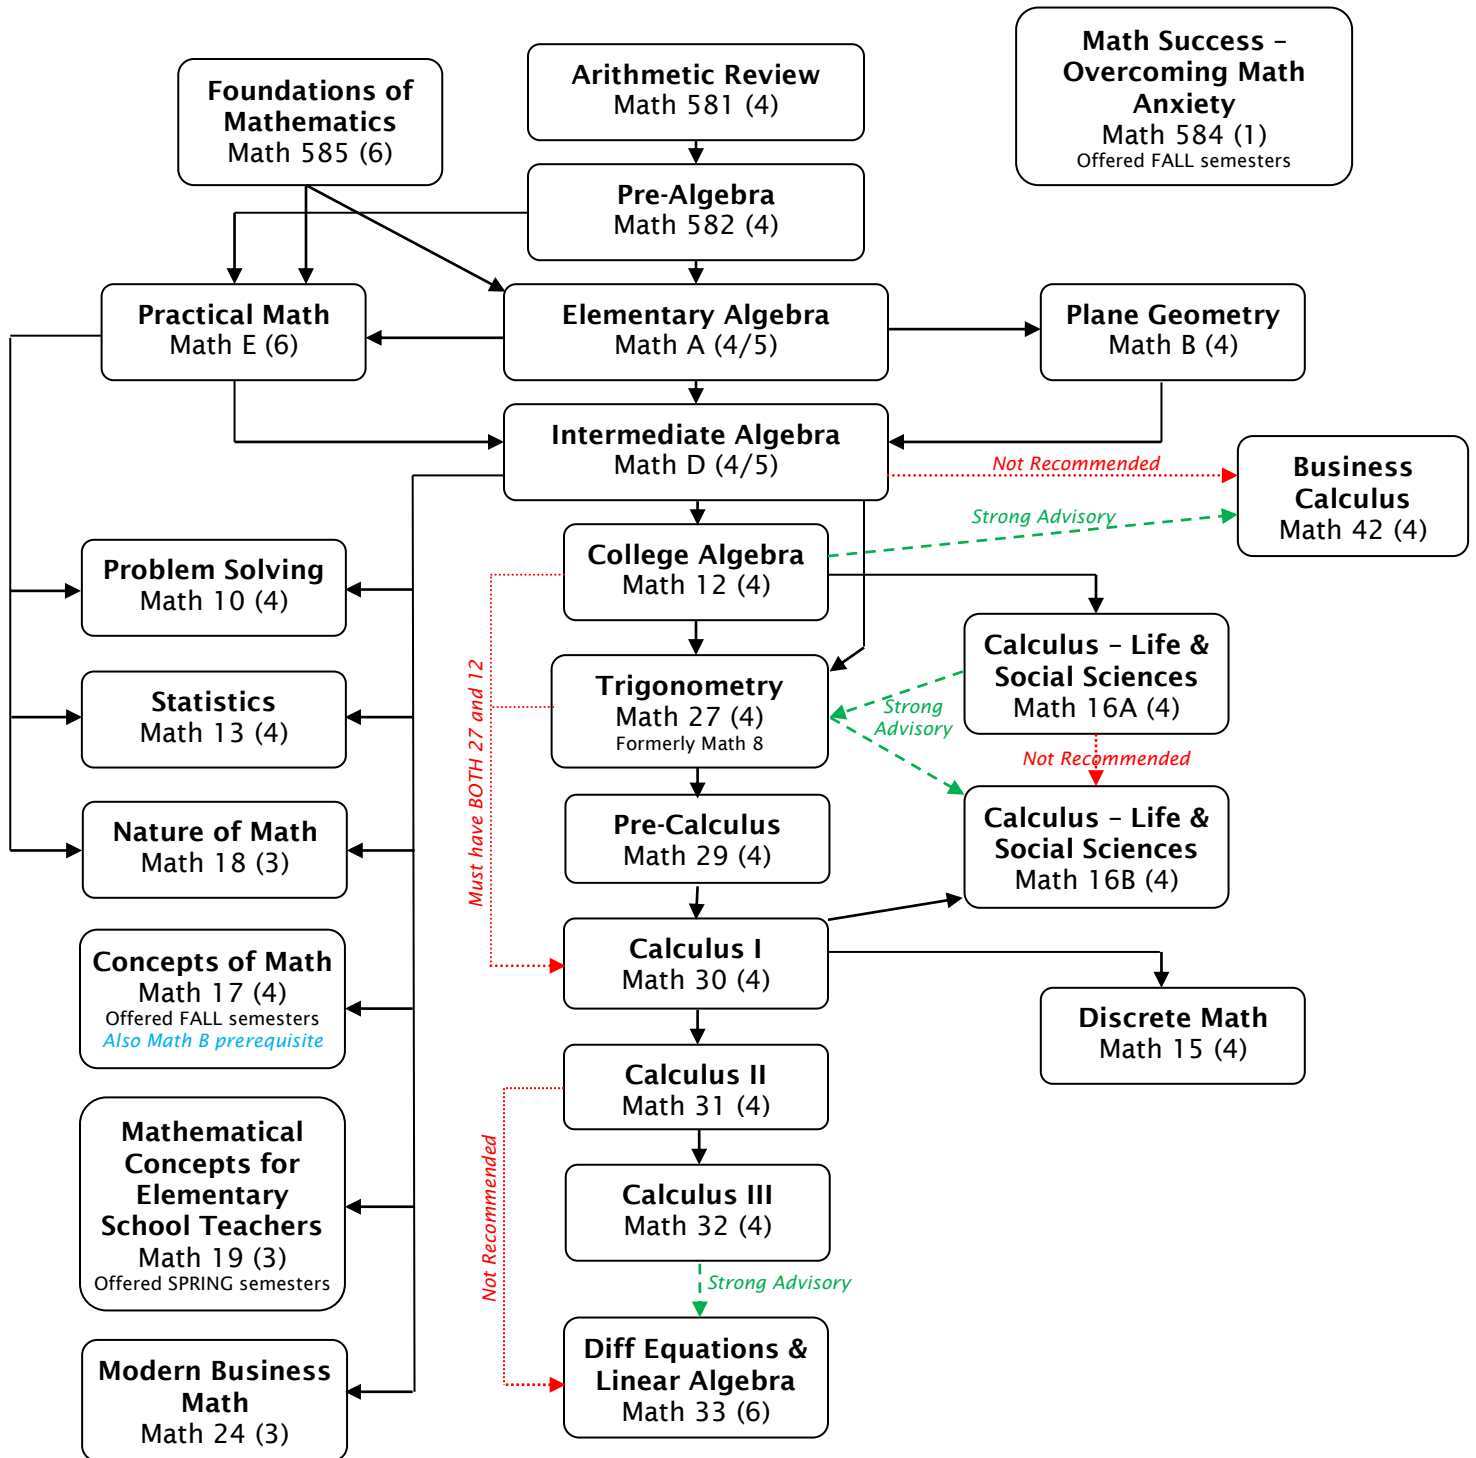 Foundations of
Mathematics
Math 585 (6)
Arithmetic Review
Math 581 (4)
Math Success –
Overcoming Math
Anxiety
Math 584 (1)
Offered FALL semesters
Pre-Algebra
Math 582 (4)
Practical Math
Math E (6)
Elementary Algebra
Math A (4/5)
Plane Geometry
Math B (4)
Intermediate Algebra
Math D (4/5)
Not Recommended
Business
Calculus
Math 42 (4)
Strong Advisory
College Algebra
Math 12 (4)
Problem Solving
Math 10 (4)
Must have BOTH 27 and 12
Calculus – Life &
Social Sciences
Math 16A (4)
Trigonometry
Math 27 (4)
Formerly Math 8
Strong
Advisory
Not Recommended
Statistics
Math 13 (4)
Calculus – Life &
Social Sciences
Math 16B (4)
Pre-Calculus
Math 29 (4)
Nature of Math
Math 18 (3)
Calculus I
Math 30 (4)
Concepts of Math
Math 17 (4)
Offered FALL semesters
Also Math B prerequisite
Discrete Math
Math 15 (4)
Calculus II
Math 31 (4)
Not Recommended
Mathematical
Concepts for
Elementary
School Teachers
Math 19 (3)
Offered SPRING semesters
Calculus III
Math 32 (4)
Strong Advisory
Diff Equations &
Linear Algebra
Math 33 (6)
Modern Business
Math
Math 24 (3)